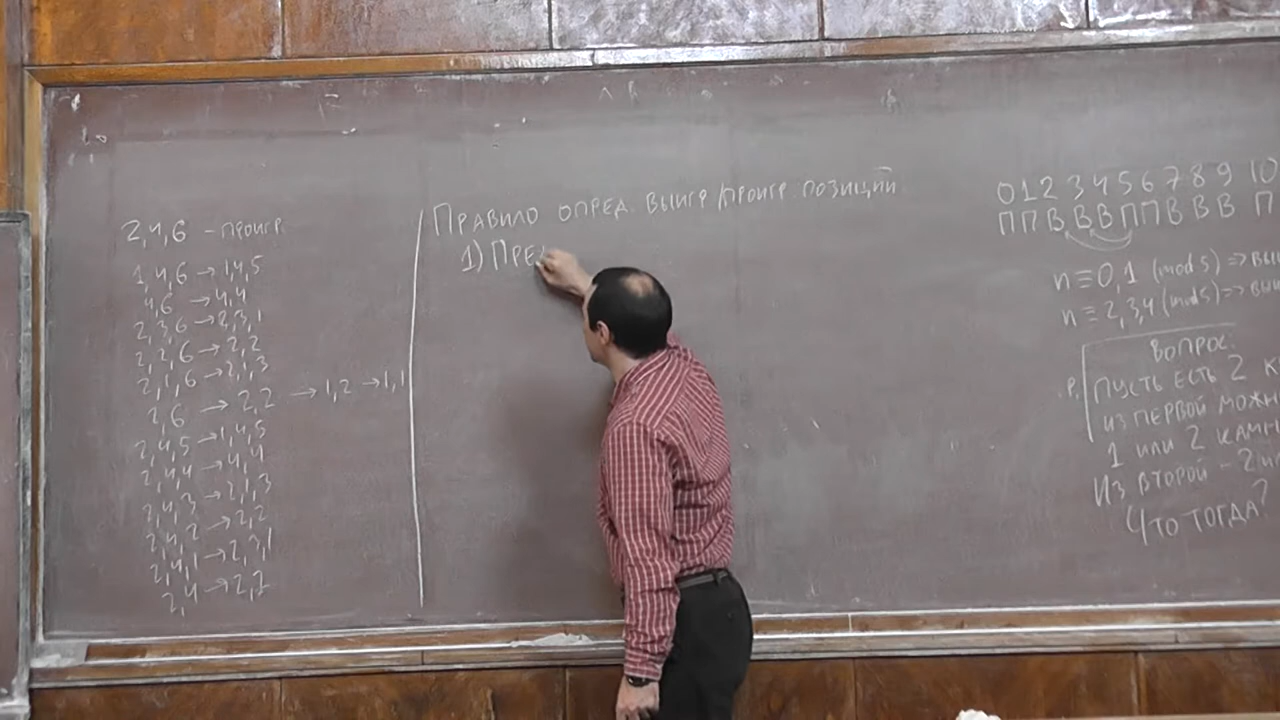 2,4,6 – проигр.
1,4,6 → 1,4,5
4,6 → 4,4
2,3,6 → 2,3,1
2,2,6 → 2,2
2,1,6 → 2,1,3
2,6 → 2,2 → 1,2 → 1,1
2,4,5 → 1,4,5
2,4,4 → 4,4
2,4,3 → 2,1,3
2,4,2 → 2,2
2,4,1 → 2,3,1
2,4 → 2,2
Правило опред. выигр/проигр. позиций
1) Пре
0 1 2 3 4 5 6 7 8 9 10
П П В В В П П В В В П
n ≡ 0,1 (mod 5) => вы
n ≡ 2,3,4 (mod 5) => выи
Вопрос.
Пусть есть 2 к
из первой можн
1 или 2 камн
Из второй – 2 ил
Что тогда?